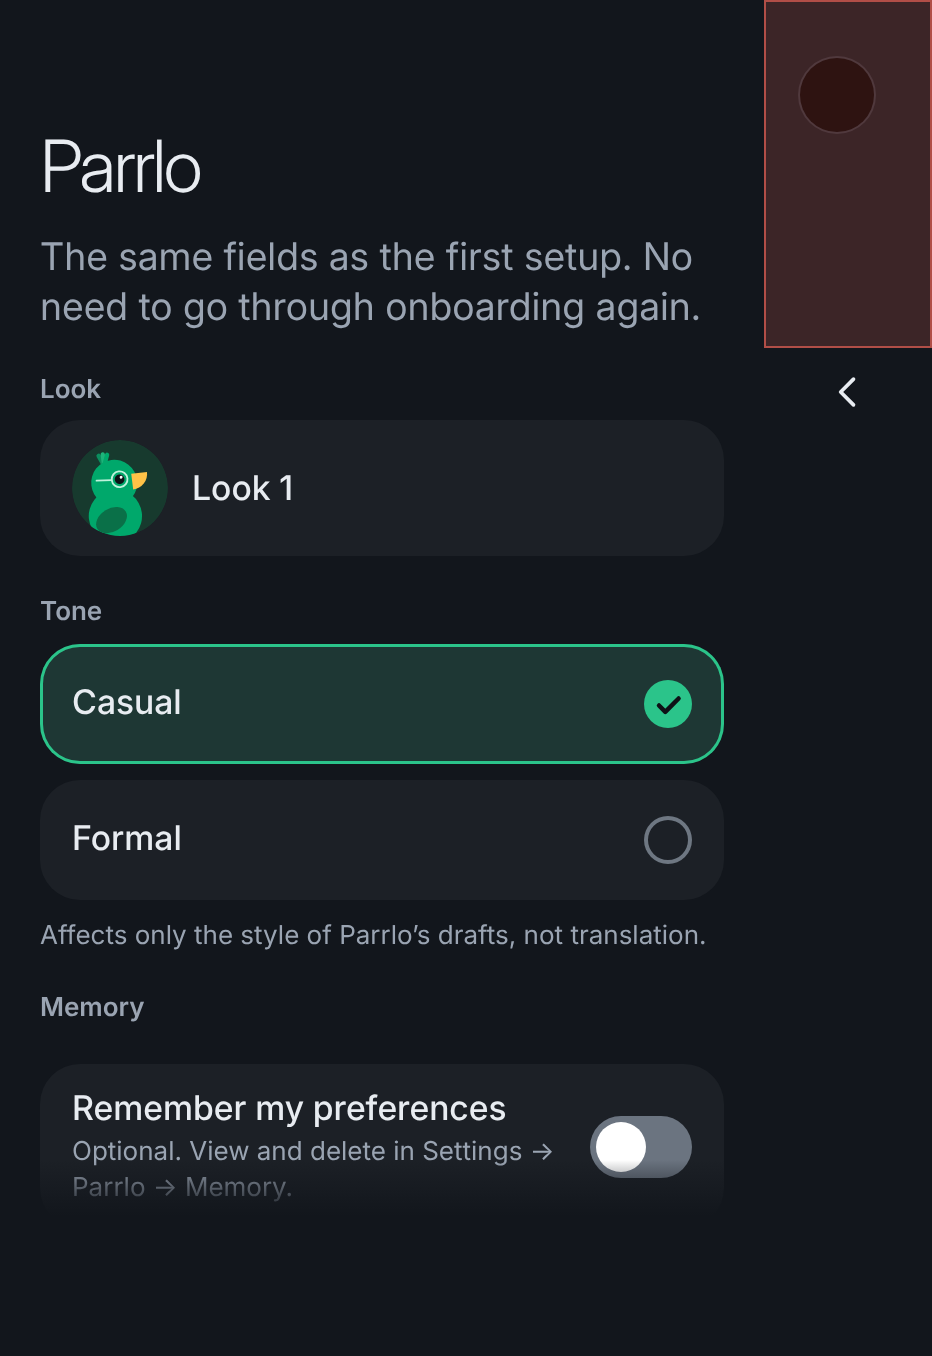 Parrlo
The same fields as the first setup. No
need to go through onboarding again.
Look
Look 1
Tone
Casual
Formal
Affects only the style of Parrlo’s drafts, not translation.
Memory
Remember my preferences
Optional. View and delete in Settings →
Parrlo → Memory.